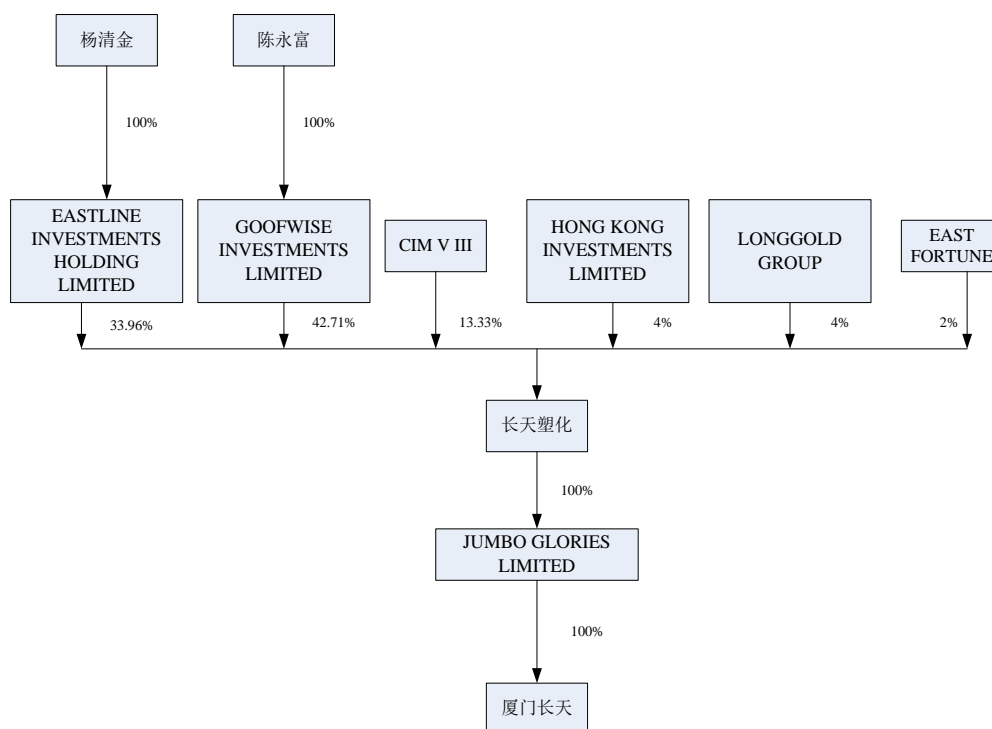 杨清金
陈永富
100%
100%
EASTLINE
INVESTMENTS
HOLDING
LIMITED
GOOFWISE
INVESTMENTS
LIMITED
CIM V III
HONG KONG
INVESTMENTS
LIMITED
LONGGOLD
GROUP
EAST
FORTUNE
33.96%
42.71%
13.33%
4%
4%
2%
长天塑化
100%
JUMBO GLORIES
LIMITED
100%
厦门长天